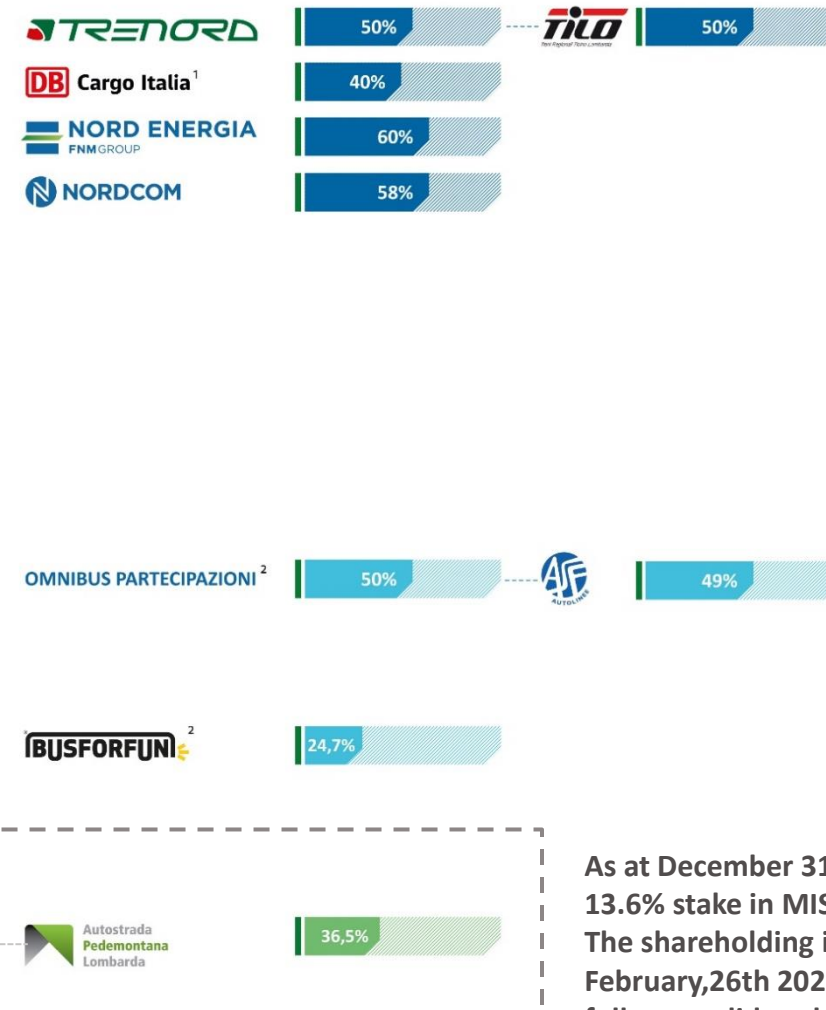 TRENORD 50% TILO 50%
Treni Regionali Ticino Lombardia
DB Cargo Italia¹ 40%
NORD ENERGIA 60%
FNMGROUP
NORDCOM 58%
OMNIBUS PARTECIPAZIONI² 50% ASF 49%
AUTOLINEE
BUSFORFUN² 24,7%
As at December 31
13.6% stake in MIS
The shareholding i
February,26th 202
Autostrada
Pedemontana 36,5%
Lombarda